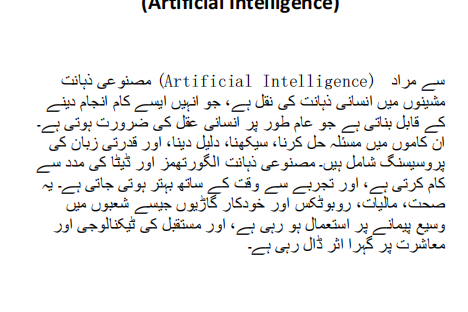 (Artificial Intelligence)
سے مراد (Artificial Intelligence) مصنوعی ذہانت
مشینوں میں انسانی ذہانت کی نقل ہے، جو انہیں ایسے کام انجام دینے
کے قابل بناتی ہے جو عام طور پر انسانی عقل کی ضرورت ہوتی ہے۔
ان کاموں میں مسئلہ حل کرنا، سیکھنا، دلیل دینا، اور قدرتی زبان کی
پروسیسنگ شامل ہیں۔ مصنوعی ذہانت الگورتھمز اور ڈیٹا کی مدد سے
کام کرتی ہے، اور تجربے سے وقت کے ساتھ بہتر ہوتی جاتی ہے۔ یہ
صحت، مالیات، روبوٹکس اور خودکار گاڑیوں جیسے شعبوں میں
وسیع پیمانے پر استعمال ہو رہی ہے، اور مستقبل کی ٹیکنالوجی اور
معاشرت پر گہرا اثر ڈال رہی ہے۔